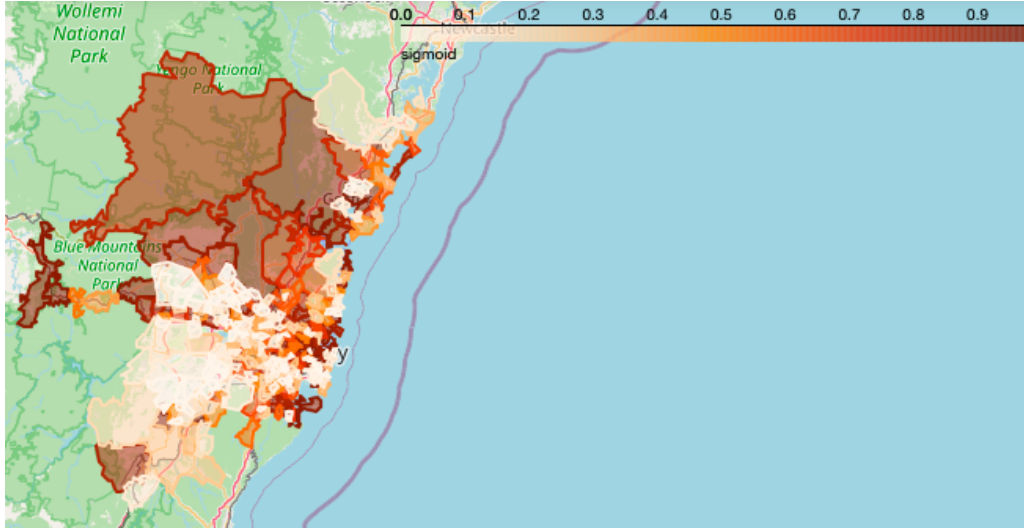 Wollemi
National
Park
0.0 0.1 0.2 0.3 0.4 0.5 0.6 0.7 0.8 0.9
Newcastle
sigmoid
Yengo National
Park
Blue Mountains
National
Park
y